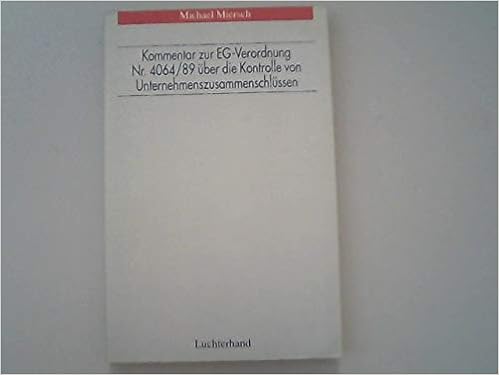 Michael Miersch
Kommentar zur EG-Verordnung
Nr. 4064/89 über die Kontrolle von
Unternehmenszusammenschlüssen
Luchterhand